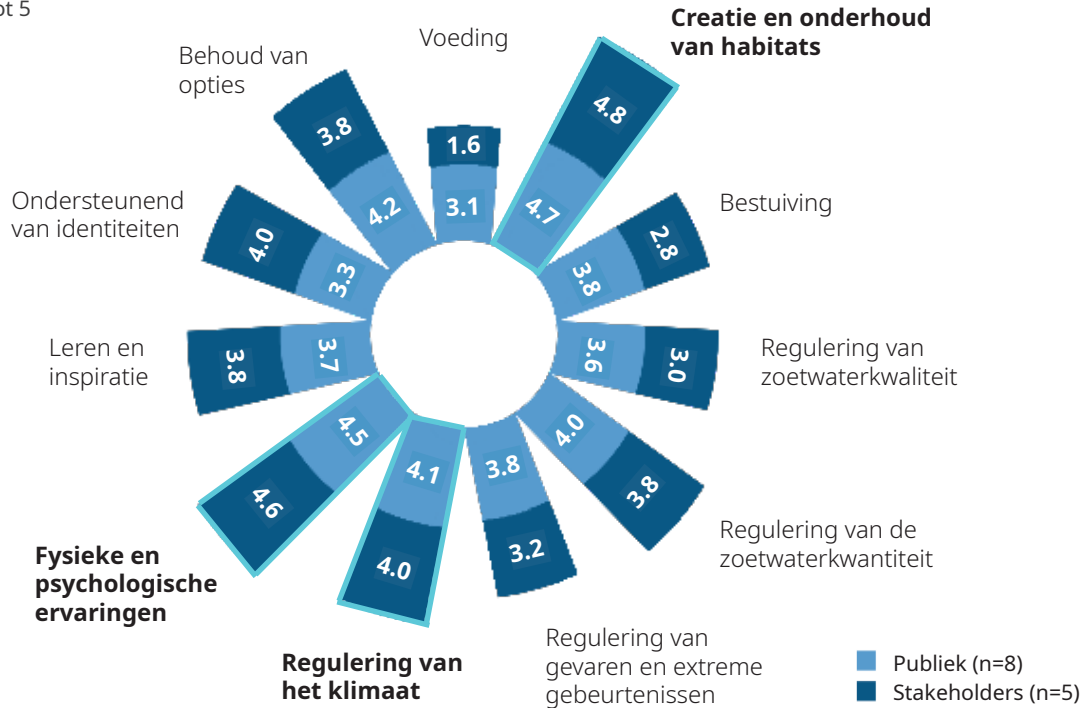 ot 5
Voeding
1.6
3.1
Creatie en onderhoud
van habitats
4.8
4.7
Bestuiving
2.8
3.8
Regulering van
zoetwaterkwaliteit
3.6
3.0
Regulering van de
zoetwaterkwantiteit
4.0
3.8
Regulering van
gevaren en extreme
gebeurtenissen
3.8
3.2
Regulering van
het klimaat
4.1
4.0
Fysieke en
psychologische
ervaringen
4.5
4.6
Leren en
inspiratie
3.8
3.7
Ondersteunend
van identiteiten
4.0
3.3
Behoud van
opties
3.8
4.2
Publiek (n=8)
Stakeholders (n=5)